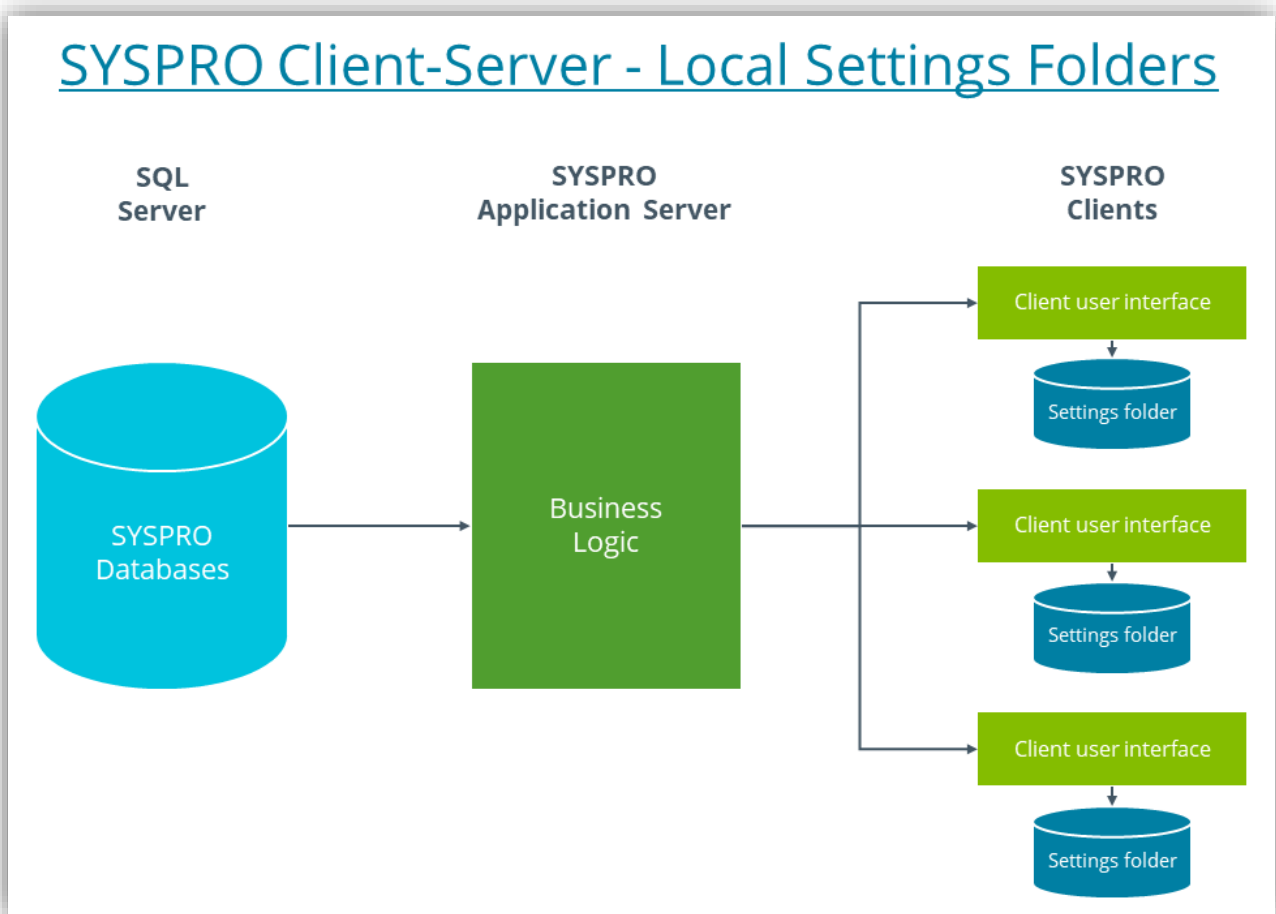 SYSPRO Client-Server - Local Settings Folders
SQL
Server
SYSPRO
Application Server
SYSPRO
Clients
SYSPRO
Databases
Business
Logic
Client user interface
Settings folder
Client user interface
Settings folder
Client user interface
Settings folder